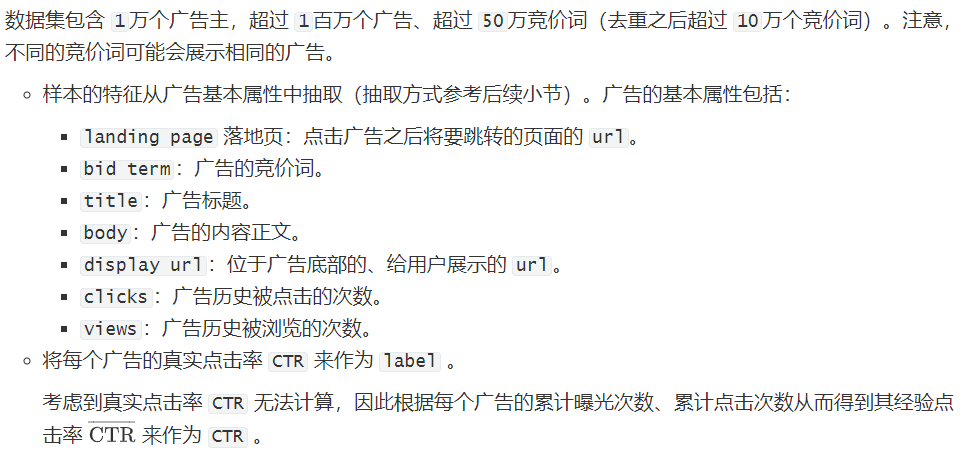 数据集包含 1万个广告主，超过 1百万个广告、超过 50万竞价词（去重之后超过 10万个竞价词）。注意，
不同的竞价词可能会展示相同的广告。
样本的特征从广告基本属性中抽取（抽取方式参考后续小节）。广告的基本属性包括：
landing page 落地页：点击广告之后将要跳转的页面的 url。
bid term：广告的竞价词。
title：广告标题。
body：广告的内容正文。
display url：位于广告底部的、给用户展示的 url。
clicks：广告历史被点击的次数。
views：广告历史被浏览的次数。
将每个广告的真实点击率 CTR 来作为 label 。
考虑到真实点击率 CTR 无法计算，因此根据每个广告的累计曝光次数、累计点击次数从而得到其经验点
击率 C̅T̅R̅ 来作为 CTR 。